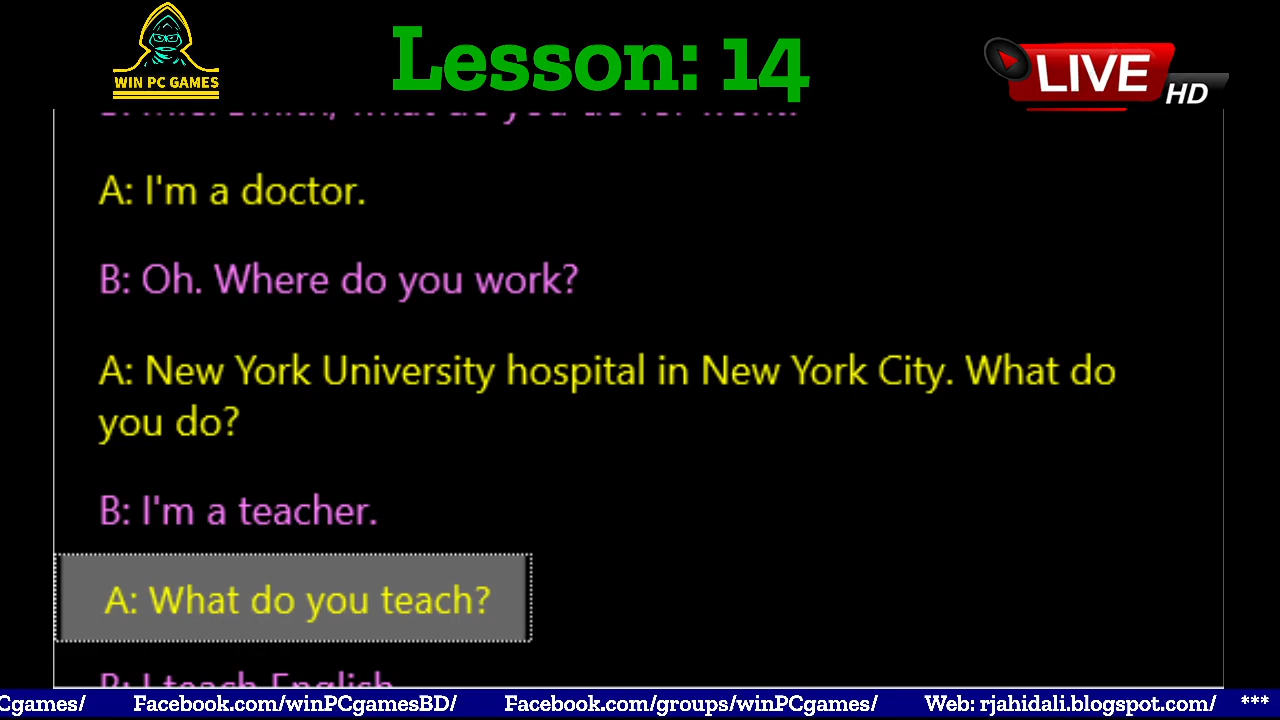 WIN PC GAMES
Lesson: 14
LIVE
HD
A: I'm a doctor.
B: Oh. Where do you work?
A: New York University hospital in New York City. What do
you do?
B: I'm a teacher.
A: What do you teach?
B: I teach English.
Cgames/ Facebook.com/winPCgamesBD/ Facebook.com/groups/winPCgames/ Web: rjahidali.blogspot.com/ ***